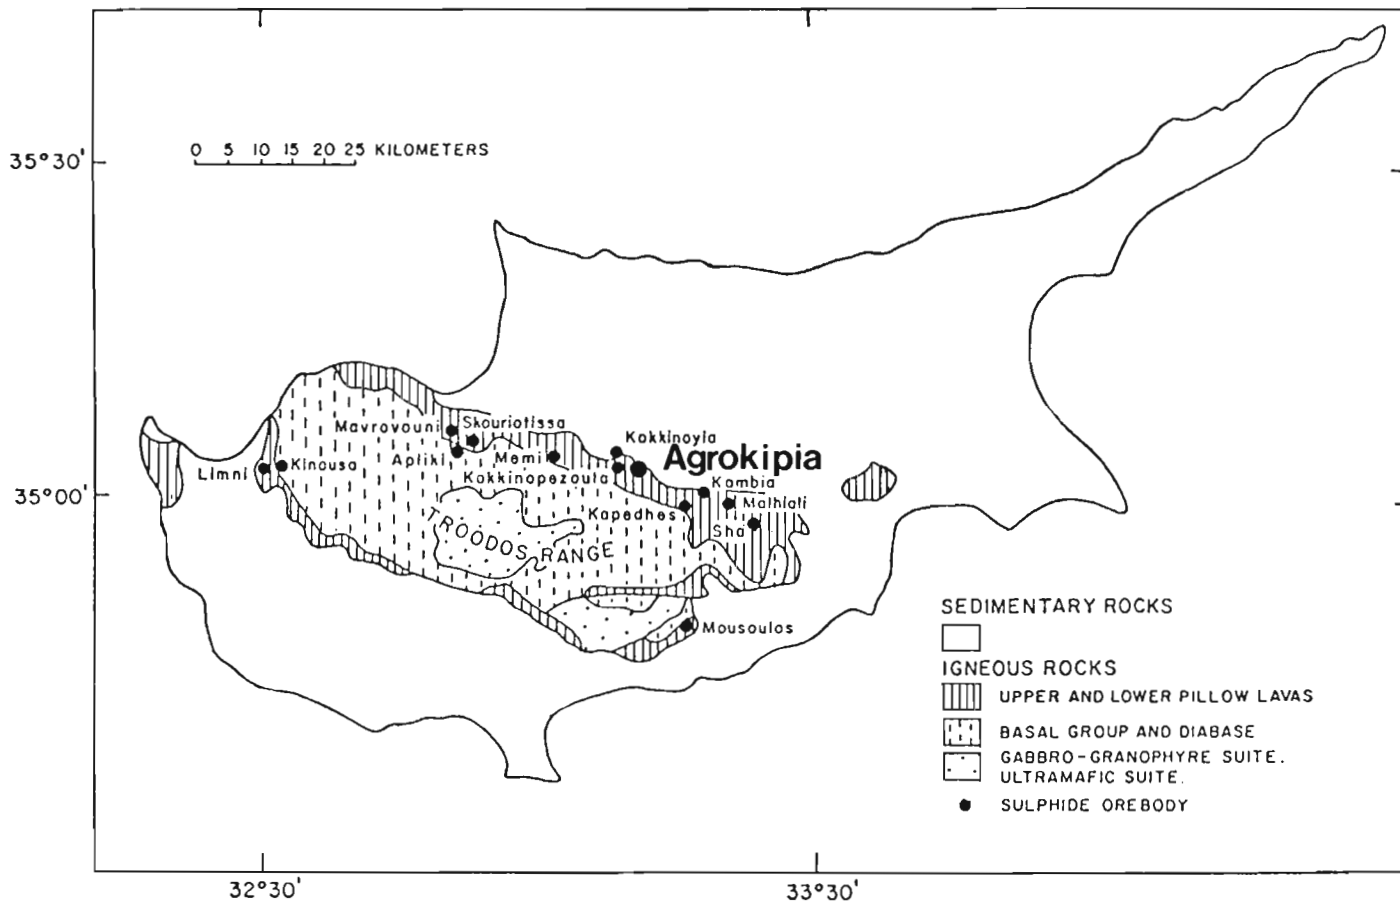 35°30'
0 5 10 15 20 25 KILOMETERS
Mavrovouni
Skouriotissa
Kokkinoyia
Limni
Kinousa
Apliki
Memi
Agrokipia
Kokkinopezoula
Kambia
35°00'
Mathiati
Kapedhes
Sha
TROODOS RANGE
Mousoulos
SEDIMENTARY ROCKS
IGNEOUS ROCKS
UPPER AND LOWER PILLOW LAVAS
BASAL GROUP AND DIABASE
GABBRO-GRANOPHYRE SUITE.
ULTRAMAFIC SUITE.
SULPHIDE OREBODY
32°30'
33°30'